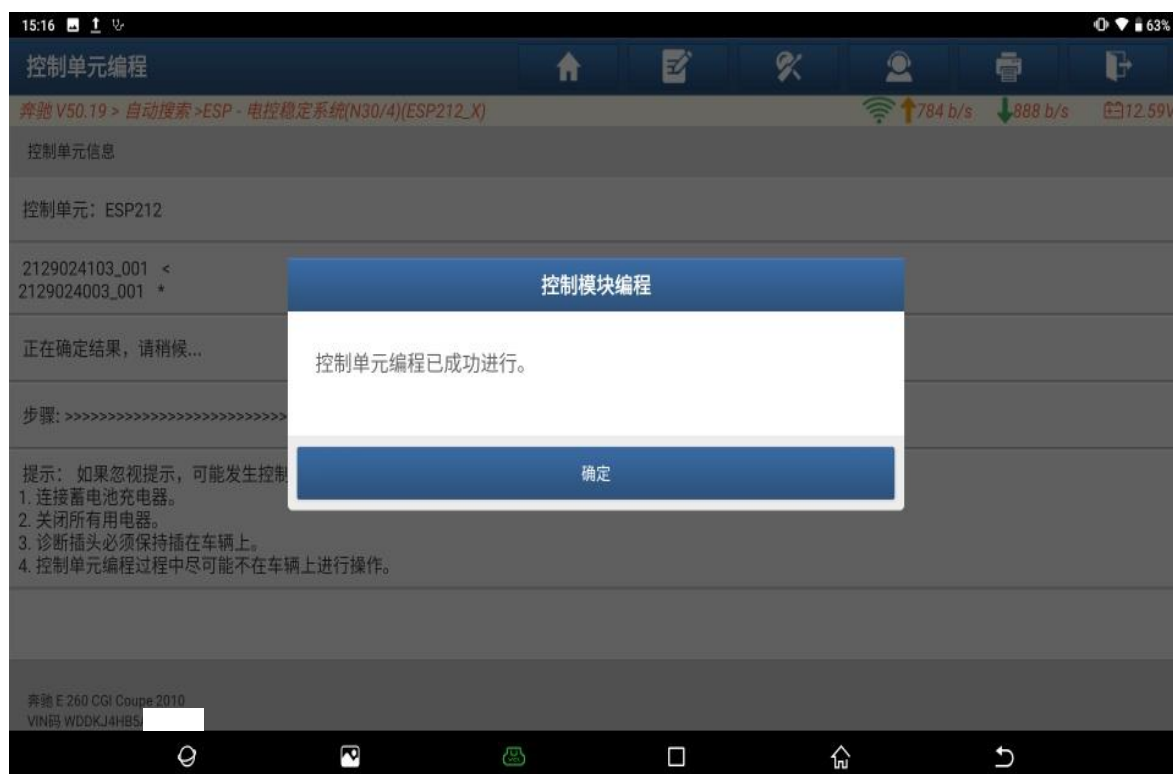 15:16
63%
控制单元编程
奔驰 V50.19 > 自动搜索 >ESP - 电控稳定系统(N30/4)(ESP212_X)
784 b/s
888 b/s
12.59V
控制单元信息
控制单元：ESP212
2129024103_001 <
2129024003_001 *
控制模块编程
正在确定结果，请稍候...
控制单元编程已成功进行。
步骤: >>>>>>>>>>>>>>>>>>>>>>>>>>
提示： 如果忽视提示，可能发生控制
确定
1. 连接蓄电池充电器。
2. 关闭所有用电器。
3. 诊断插头必须保持插在车辆上。
4. 控制单元编程过程中尽可能不在车辆上进行操作。
奔驰 E 260 CGI Coupe 2010
VIN码 WDDKJ4HB5